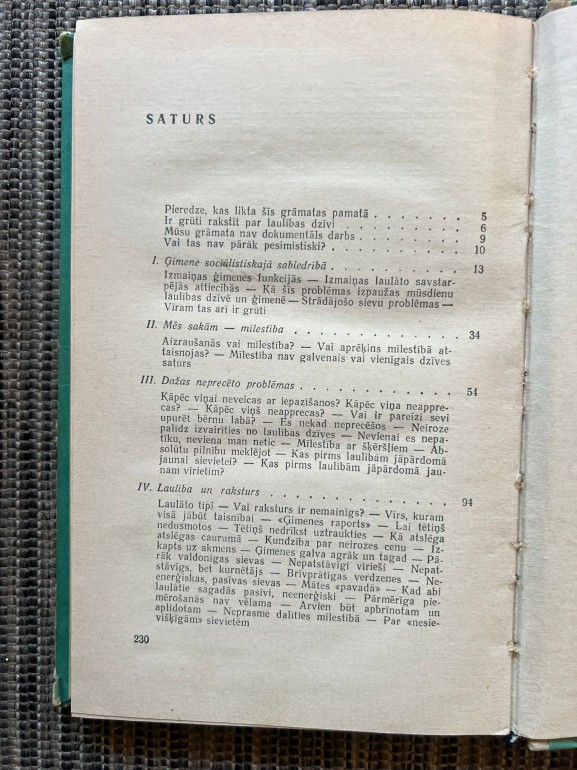 SATURS
Pieredze, kas likta šīs grāmatas pamatā . . . . . . . 5
Ir grūti rakstīt par laulības dzīvi . . . . . . . . 6
Mūsu grāmata nav dokumentāls darbs . . . . . . . 9
Vai tas nav pārāk pesimistiski? . . . . . . . . . 10
I. Ģimene sociālistiskajā sabiedrībā . . . . . . . . 13
Izmaiņas ģimenes funkcijās — Izmaiņas laulāto savstar-
pējās attiecībās — Kā šīs problēmas izpaužas mūsdienu
laulības dzīvē un ģimenē — Strādājošo sievu problēmas —
Vīram tas arī ir grūti
II. Mēs sakām — mīlestība . . . . . . . . . . 34
Aizraušanās vai mīlestība? — Vai aprēķins mīlestībā at-
taisnojas? — Mīlestība nav galvenais vai vienīgais dzīves
saturs
III. Dažas neprecēto problēmas . . . . . . . . . . 54
Kāpēc viņai neveicas ar iepazīšanos? Kāpēc viņa neappre-
cas? — Kāpēc viņš neapprecas? — Vai ir pareizi sevi
upurēt bērnu labā? — Es nekad neprecēšos — Neiroze
palīdz izvairīties no laulības dzīves — Nevienai es nepa-
tīku, neviena man netīc — Mīlestība ar šķēršļiem — Ab-
solūtu pilnību meklējot — Kas pirms laulībām jāpārdomā
jaunai sievietei? — Kas pirms laulībām jāpārdomā jau-
nam vīrietim?
IV. Laulība un raksturs . . . . . . . . . . . 94
Laulāto tipi — Vai raksturs ir nemainīgs? — Vīrs, kuram
visā jābūt taisnībai — «Ģimenes raports» — Lai tētiņš
nedusmotos — Tētiņš nedrīkst uztraukties — Kā atslēga
atslēgas caurumā — Kundzība par neirozes cenu — Iz-
kapts uz akmens — Ģimenes galva agrāk un tagad — Pā-
rāk valdonīgas sievas — Nepatstāvīgi vīrieši — Nepat-
stāvīgs, bet kurnētājs — Brīvprātīgas verdzenes — Ne-
enerģiskas, pasīvas sievas — Mātes «pavadā» — Kad abi
laulātie sagadās pasīvi, neenerģiski — Pārmērīga pie-
mērošanās nav vēlama — Arvien būt apbrīnotam un
aplidotam — Neprasme dalīties mīlestībā — Par «nesie-
višķīgām» sievietēm
230